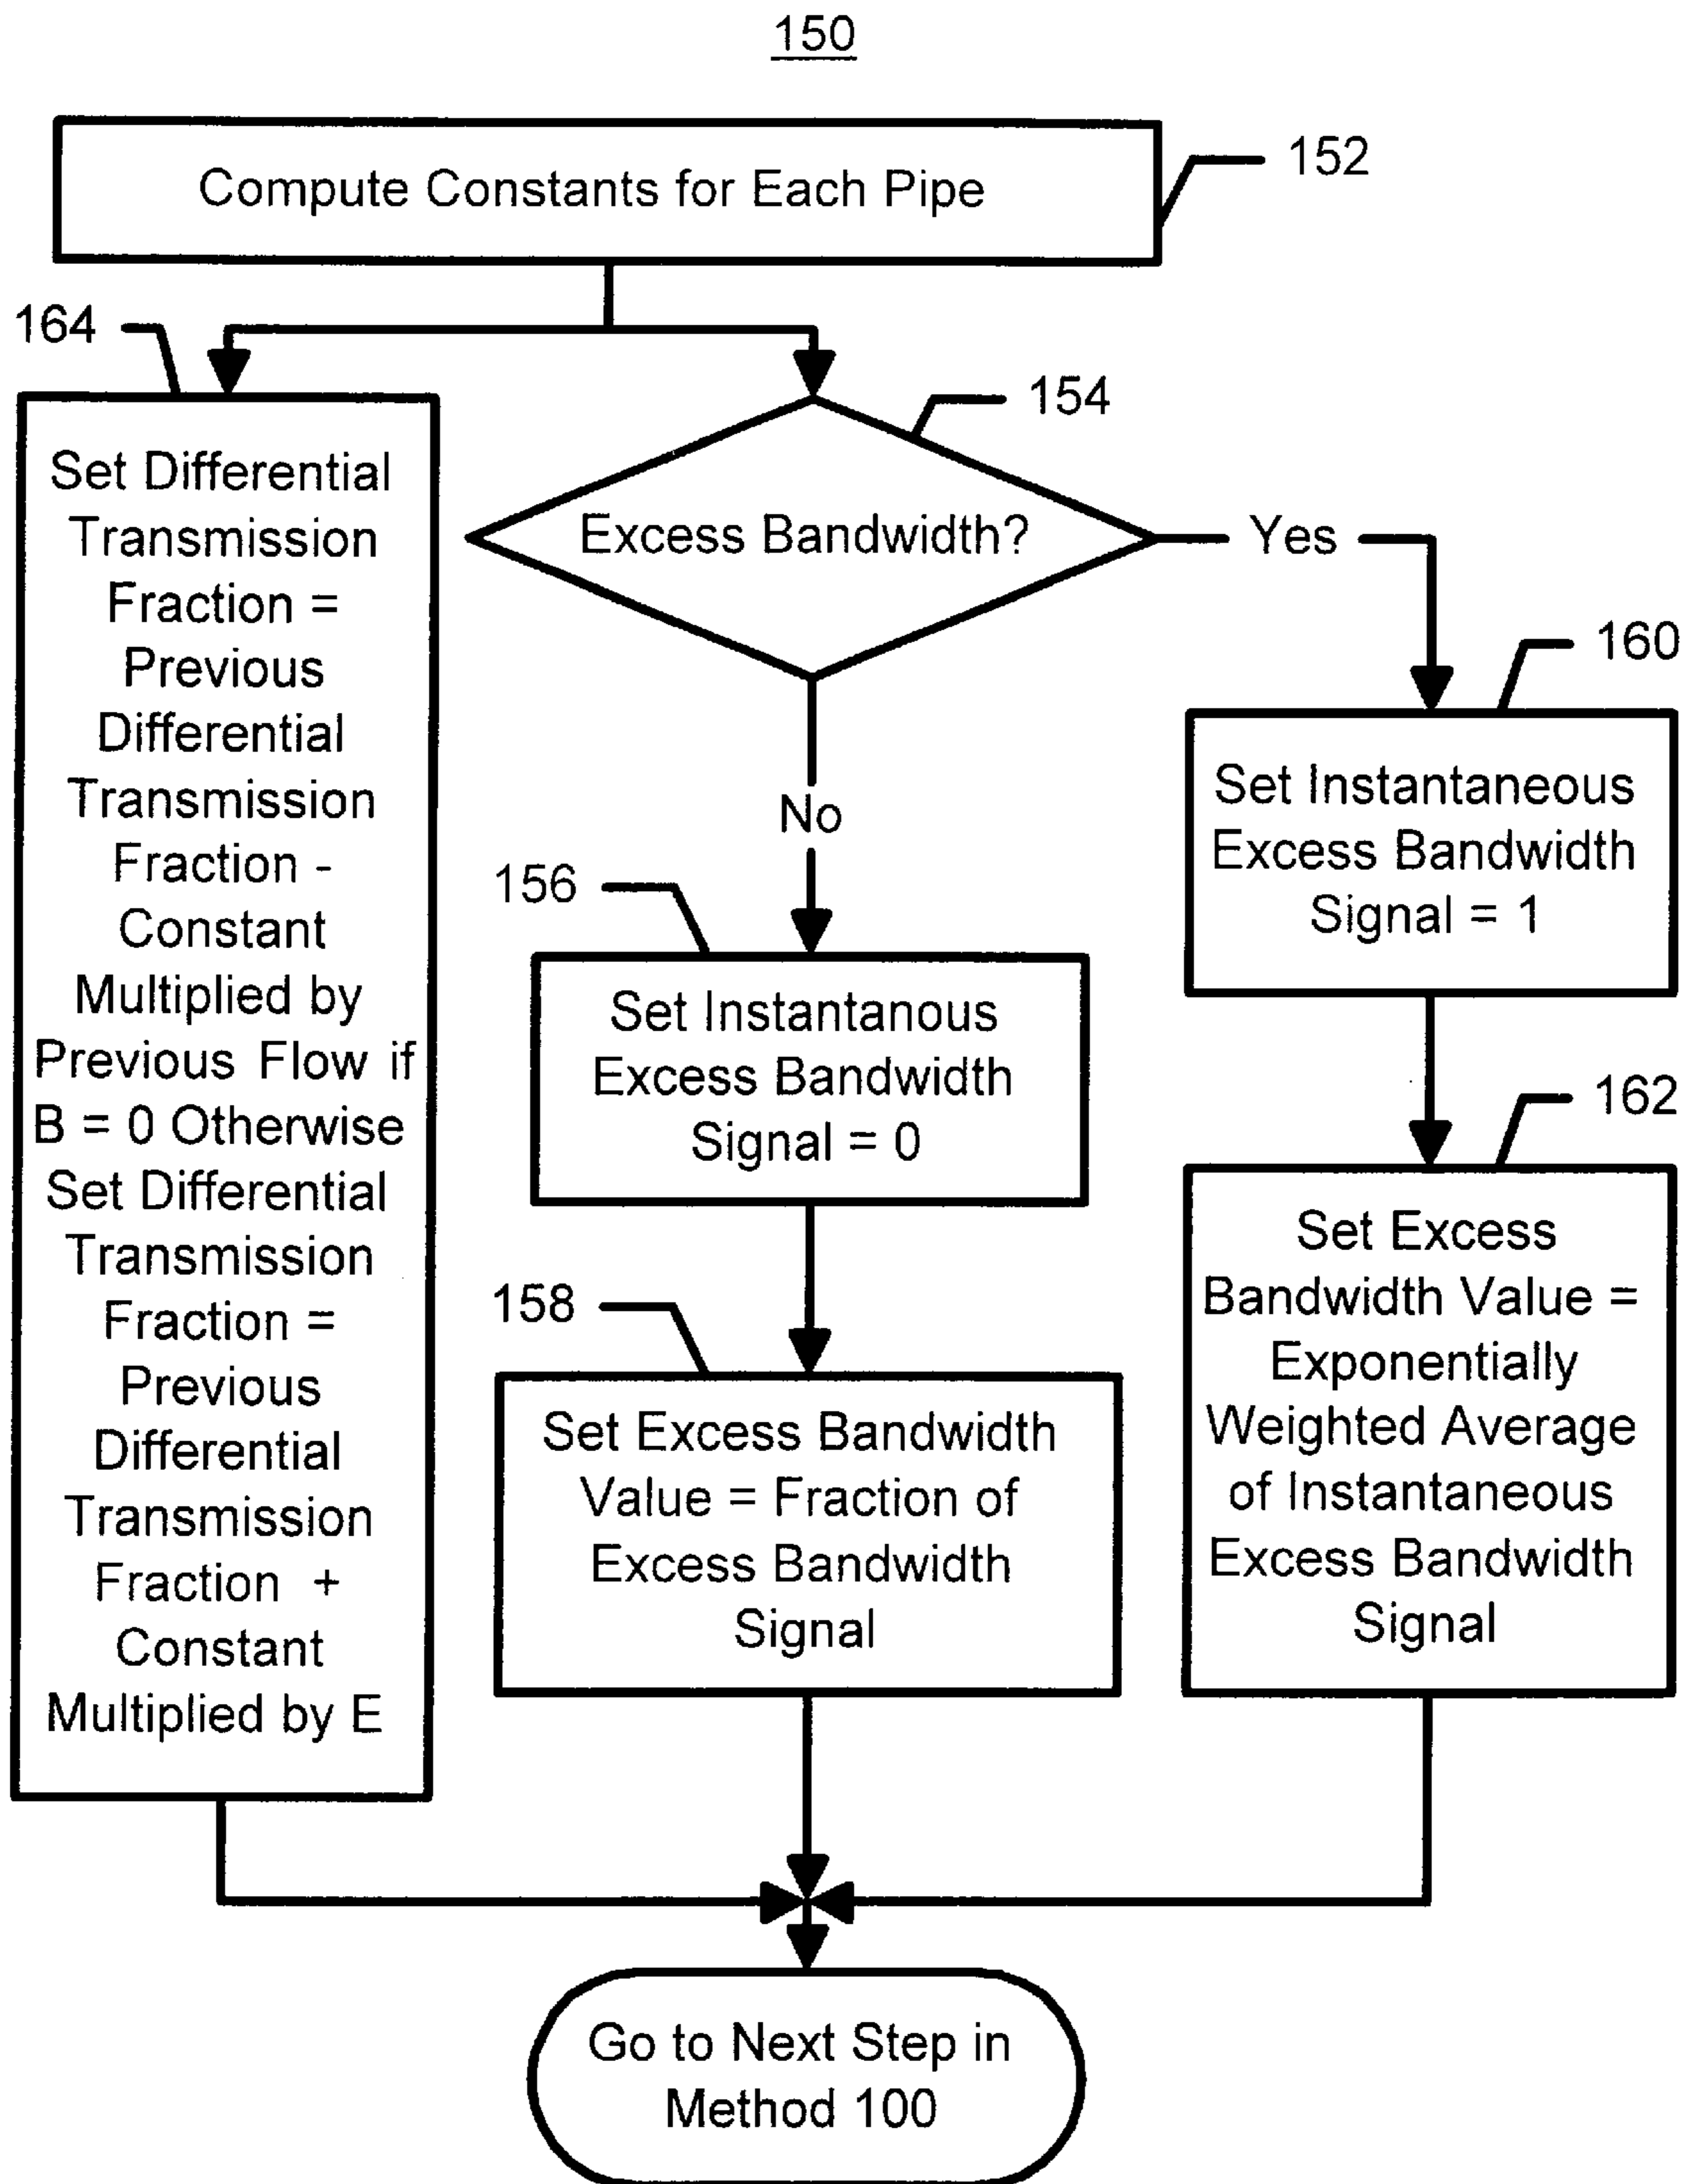 150
Compute Constants for Each Pipe
152
164
Set Differential
Transmission
Fraction =
Previous
Differential
Transmission
Fraction -
Constant
Multiplied by
Previous Flow if
B = 0 Otherwise
Set Differential
Transmission
Fraction =
Previous
Differential
Transmission
Fraction +
Constant
Multiplied by E
154
Excess Bandwidth?
Yes
No
156
Set Instantanous
Excess Bandwidth
Signal = 0
158
Set Excess Bandwidth
Value = Fraction of
Excess Bandwidth
Signal
160
Set Instantaneous
Excess Bandwidth
Signal = 1
162
Set Excess
Bandwidth Value =
Exponentially
Weighted Average
of Instantaneous
Excess Bandwidth
Signal
Go to Next Step in
Method 100